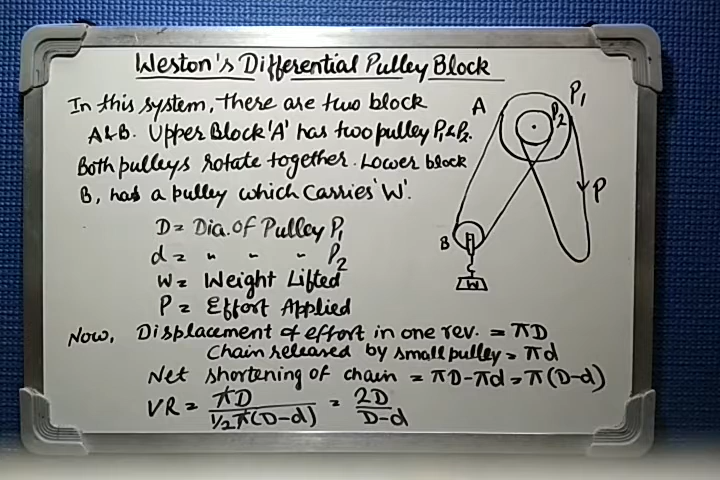 Weston's Differential Pulley Block
In this system, there are two block
A & B. Upper Block 'A' has two pulley P1 & P2.
Both pulleys rotate together. Lower block
B, has a pulley which carries 'W'.
D = Dia. of Pulley P1
d = " " " P2
W = Weight Lifted
P = Effort Applied
Now, Displacement of effort in one rev. = πD
Chain released by small pulley = πd
Net shortening of chain = πD - πd = π(D-d)
VR = πD / ½π(D-d) = 2D / D-d
A
P1
P2
P
B
W